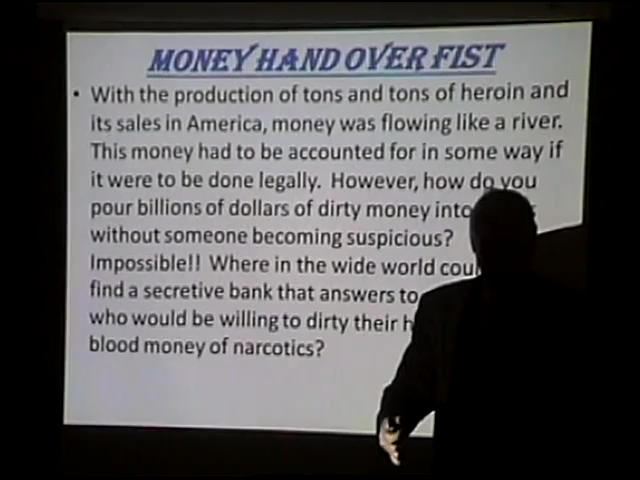 MONEY HAND OVER FIST
• With the production of tons and tons of heroin and
its sales in America, money was flowing like a river.
This money had to be accounted for in some way if
it were to be done legally. However, how do you
pour billions of dollars of dirty money into
without someone becoming suspicious?
Impossible!! Where in the wide world
find a secretive bank that answers to
who would be willing to dirty their
blood money of narcotics?